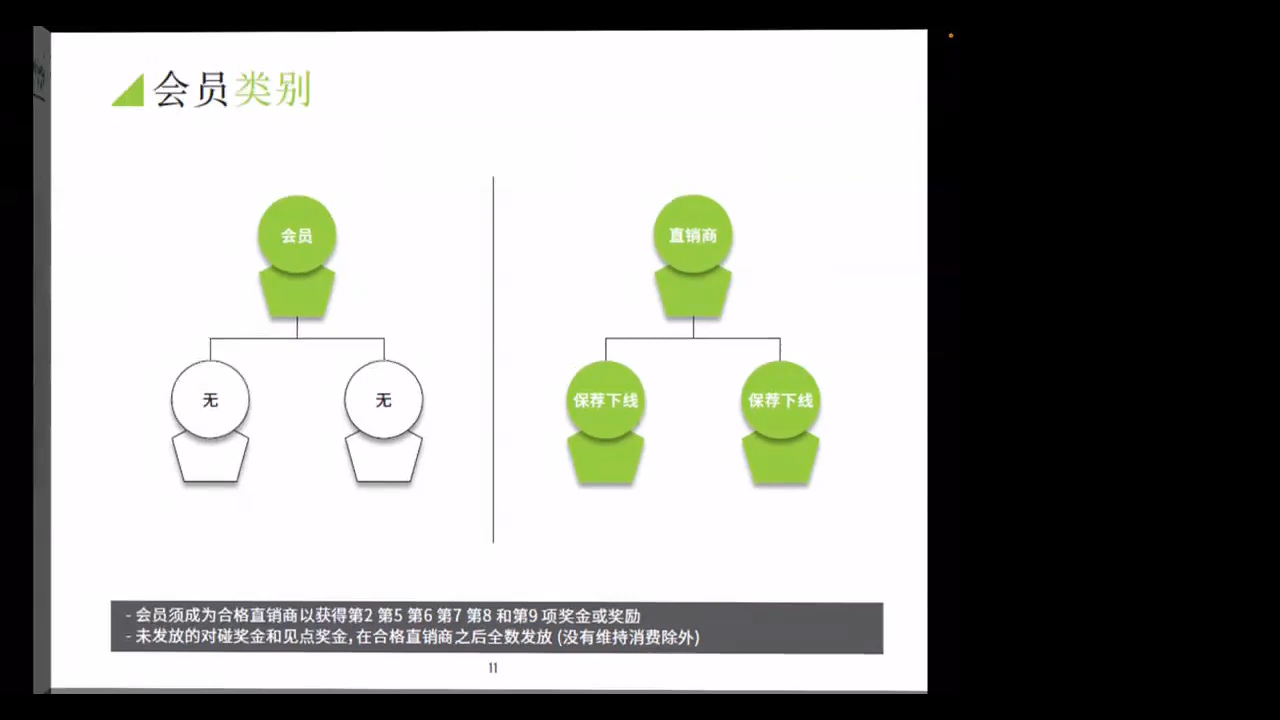 会员类别
会员
直销商
无
无
保荐下线
保荐下线
- 会员须成为合格直销商以获得第2 第5 第6 第7 第8 和第9 项奖金或奖励
- 未发放的对碰奖金和见点奖金, 在合格直销商之后全数发放 (没有维持消费除外)
11